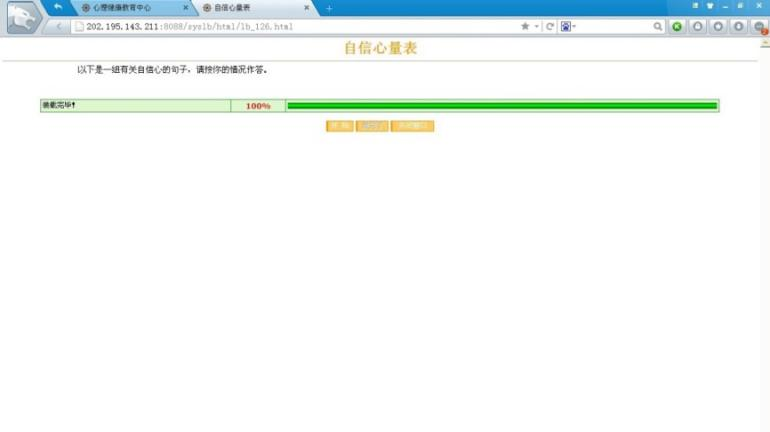 心理健康教育中心
自信心量表
202.195.143.211:8088/syslb/html/lb_126.html
自信心量表
以下是一组有关自信心的句子，请按你的情况作答。
装载完毕！ 100%
开 始